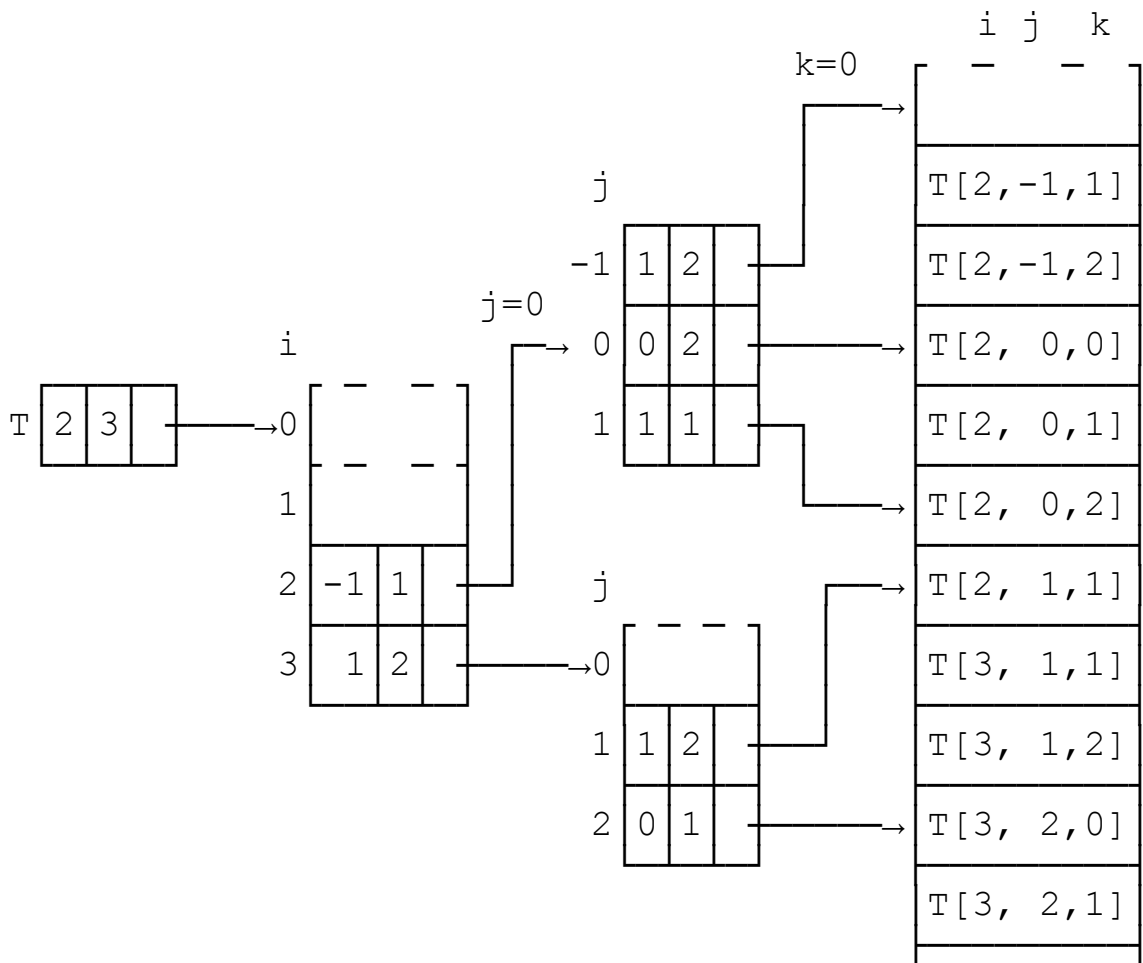 i j k
k=0
j
T[2,-1,1]
-1 1 2 T[2,-1,2]
j=0
i 0 0 2 T[2, 0,0]
T 2 3 0 1 1 1 T[2, 0,1]
1 T[2, 0,2]
2 -1 1 j T[2, 1,1]
3 1 2 0 T[3, 1,1]
1 1 2 T[3, 1,2]
2 0 1 T[3, 2,0]
T[3, 2,1]